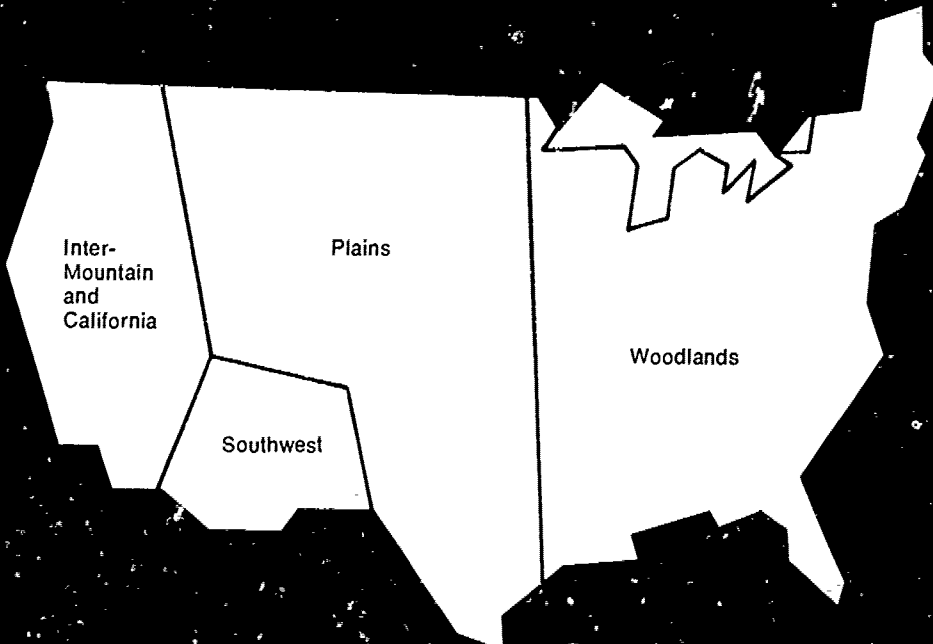 Inter-
Mountain
and
California
Plains
Woodlands
Southwest